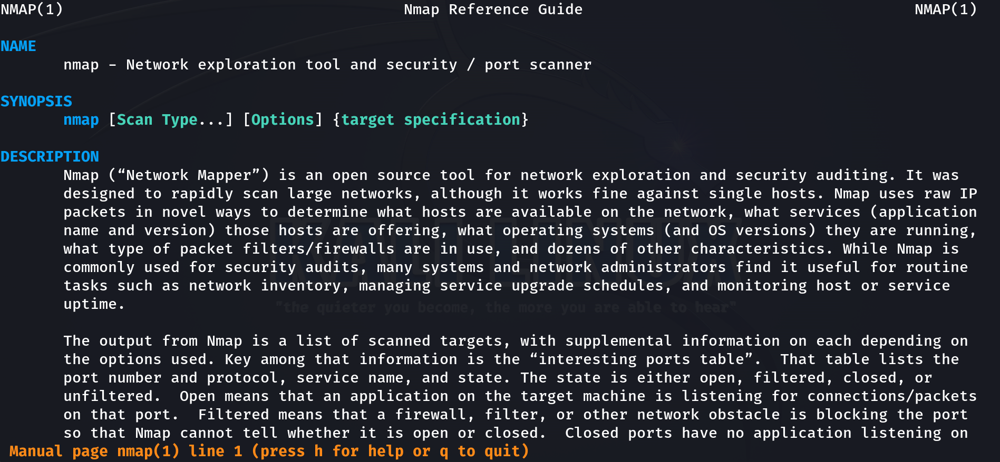 NMAP(1) Nmap Reference Guide NMAP(1)
NAME
nmap - Network exploration tool and security / port scanner
SYNOPSIS
nmap [Scan Type...] [Options] {target specification}
DESCRIPTION
Nmap (“Network Mapper”) is an open source tool for network exploration and security auditing. It was
designed to rapidly scan large networks, although it works fine against single hosts. Nmap uses raw IP
packets in novel ways to determine what hosts are available on the network, what services (application
name and version) those hosts are offering, what operating systems (and OS versions) they are running,
what type of packet filters/firewalls are in use, and dozens of other characteristics. While Nmap is
commonly used for security audits, many systems and network administrators find it useful for routine
tasks such as network inventory, managing service upgrade schedules, and monitoring host or service
uptime.
The output from Nmap is a list of scanned targets, with supplemental information on each depending on
the options used. Key among that information is the “interesting ports table”.  That table lists the
port number and protocol, service name, and state. The state is either open, filtered, closed, or
unfiltered.  Open means that an application on the target machine is listening for connections/packets
on that port.  Filtered means that a firewall, filter, or other network obstacle is blocking the port
so that Nmap cannot tell whether it is open or closed.  Closed ports have no application listening on
Manual page nmap(1) line 1 (press h for help or q to quit)
KALI LINUX
"the quieter you become, the more you are able to hear"